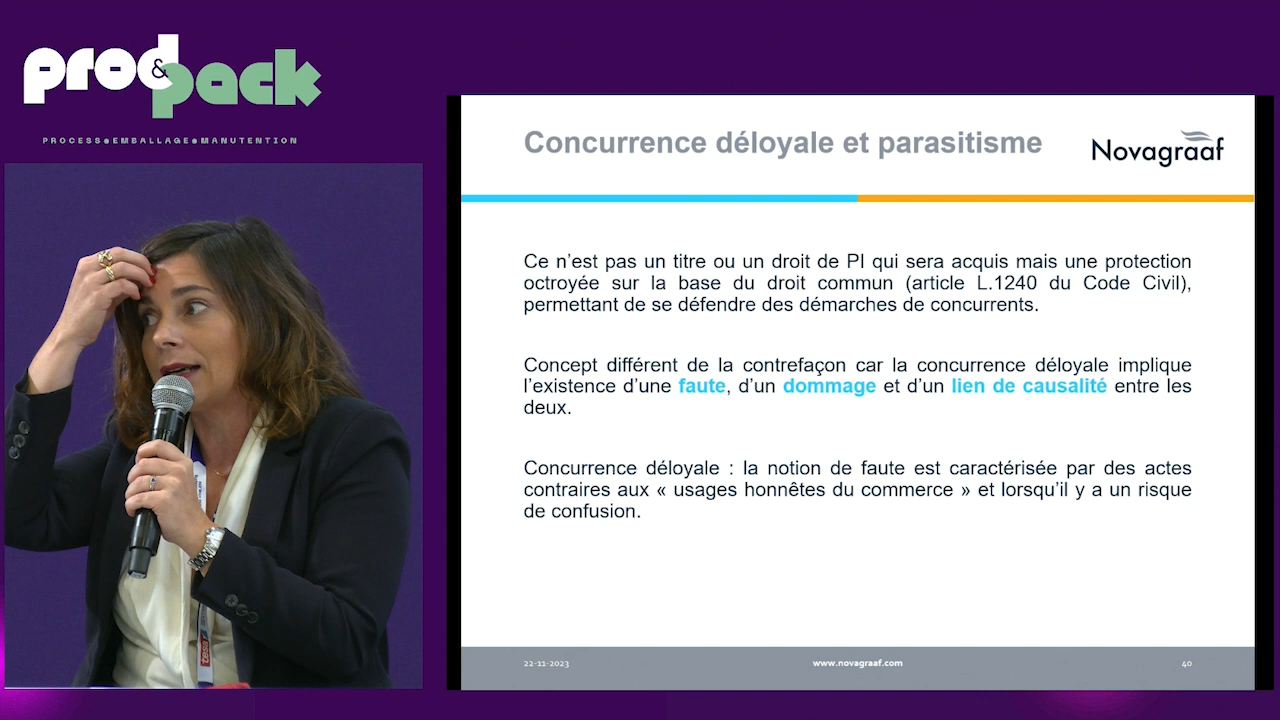 prod&pack
PROCESS●EMBALLAGE●MANUTENTION
Concurrence déloyale et parasitisme
Novagraaf
Ce n’est pas un titre ou un droit de PI qui sera acquis mais une protection
octroyée sur la base du droit commun (article L.1240 du Code Civil),
permettant de se défendre des démarches de concurrents.
Concept différent de la contrefaçon car la concurrence déloyale implique
l’existence d’une faute, d’un dommage et d’un lien de causalité entre les
deux.
Concurrence déloyale : la notion de faute est caractérisée par des actes
contraires aux « usages honnêtes du commerce » et lorsqu’il y a un risque
de confusion.
22-11-2023
www.novagraaf.com
40
tesa